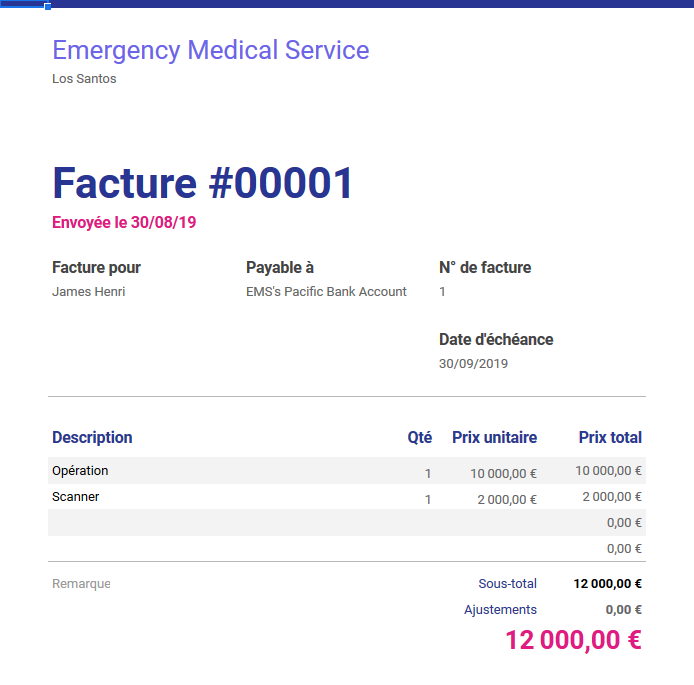 Emergency Medical Service
Los Santos
Facture #00001
Envoyée le 30/08/19
Facture pour Payable à N° de facture
James Henri EMS's Pacific Bank Account 1
Date d'échéance
30/09/2019
Description Qté Prix unitaire Prix total
Opération 1 10 000,00 € 10 000,00 €
Scanner 1 2 000,00 € 2 000,00 €
0,00 €
0,00 €
Remarque Sous-total 12 000,00 €
Ajustements 0,00 €
12 000,00 €